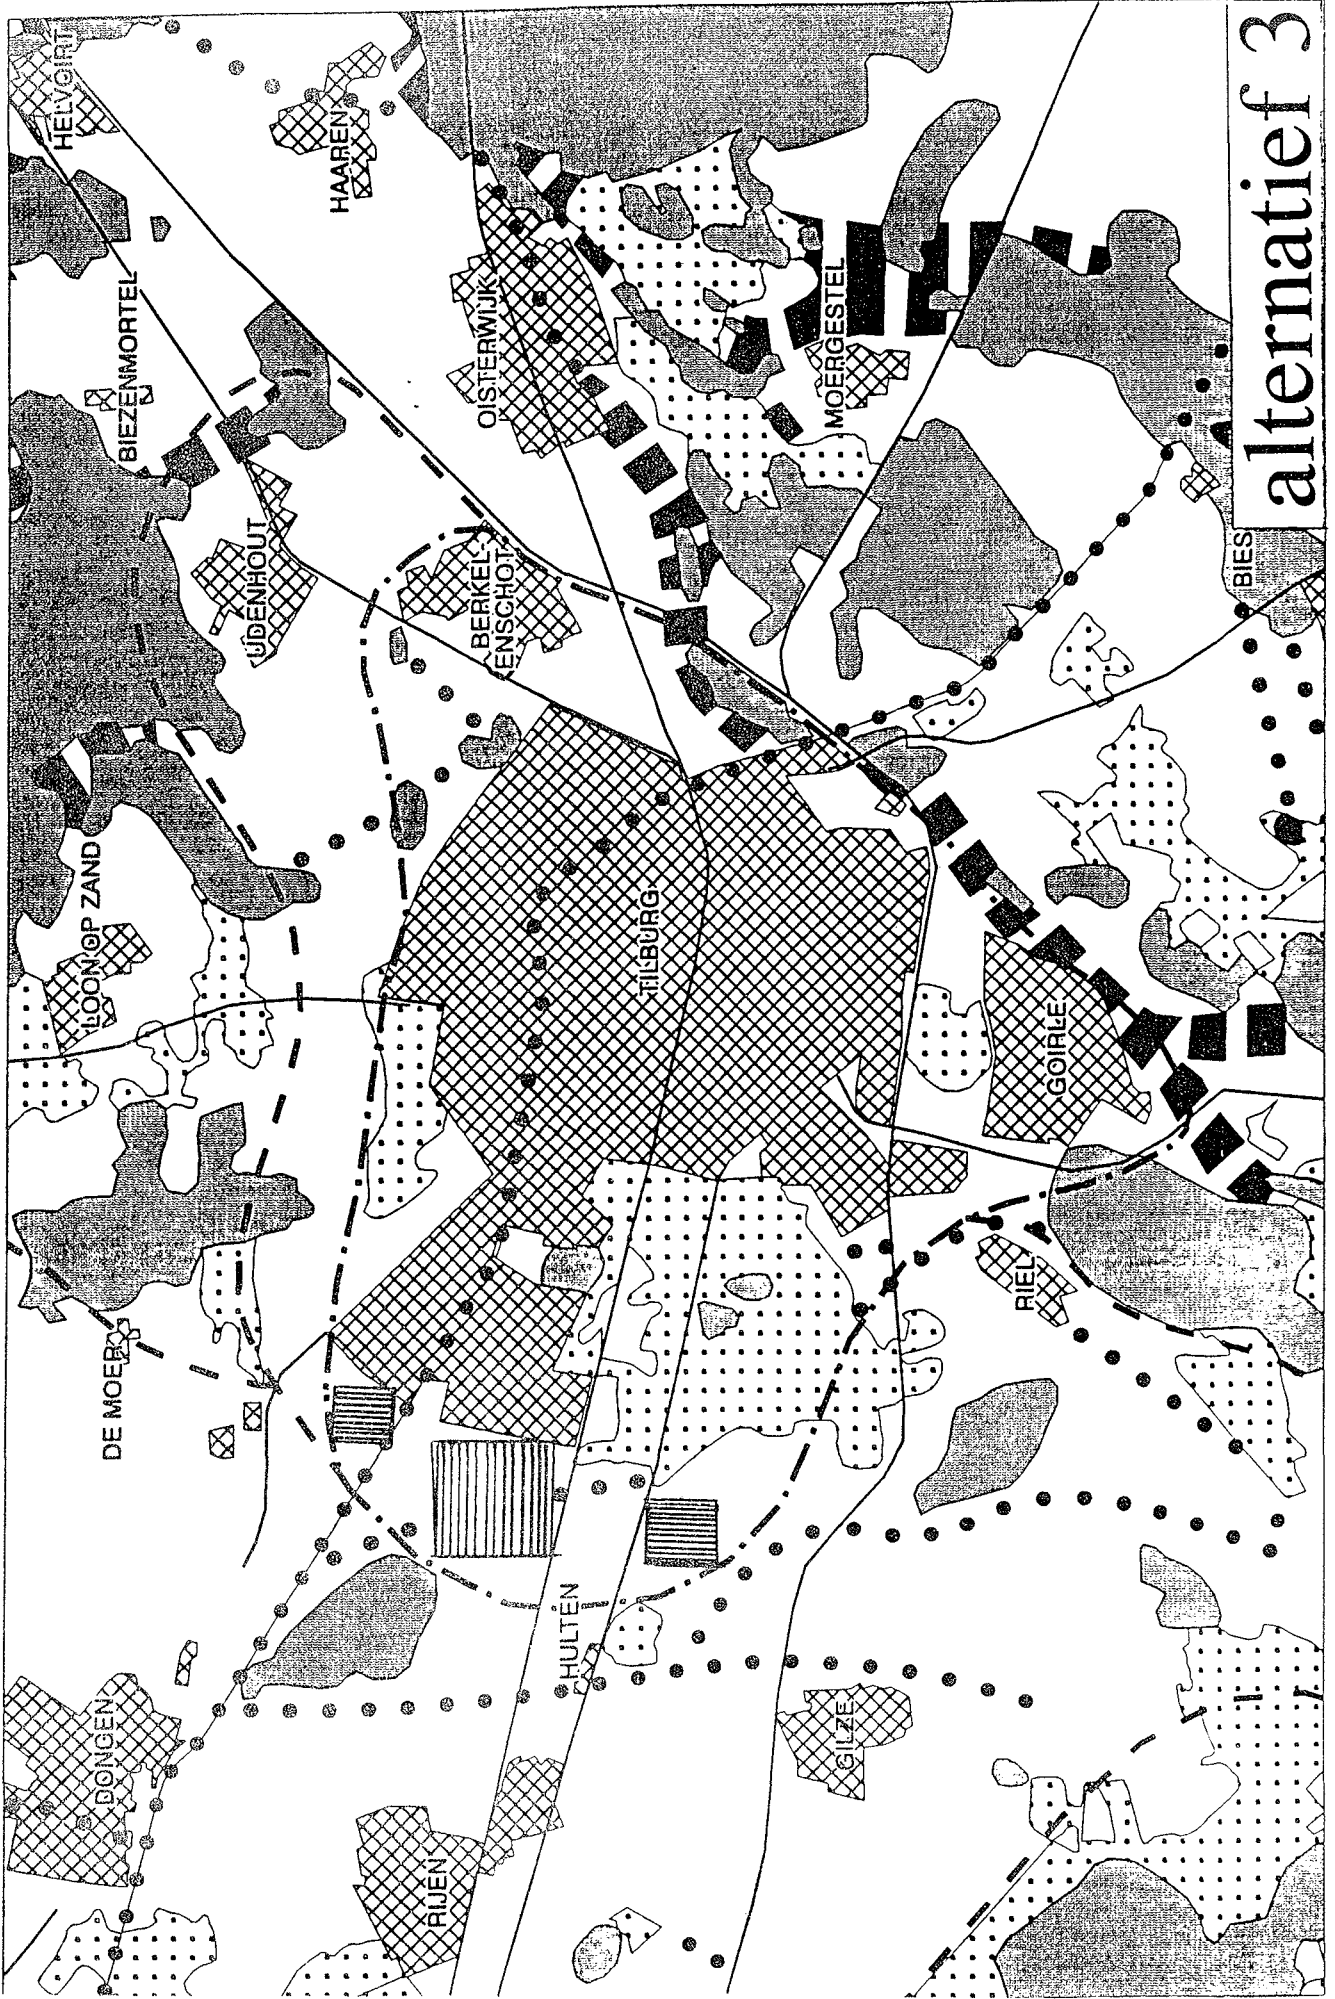 HELVOIRT
HAAREN
BIEZENMORTEL
OISTERWIJK
MOERGESTEL
UDENHOUT
BERKEL-
ENSCHOT
BIES
LOON OP ZAND
TILBURG
GOIRLE
DE MOER
RIEL
HULTEN
DONGEN
GILZE
RIJEN
alternatief 3